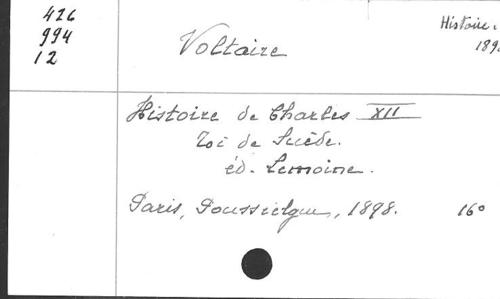 426
994
12
Voltaire
Histoire.
189
Histoire de Charles XII
roi de Suède.
éd. Lemoine.
Paris, Poussielgue, 1898. 16°